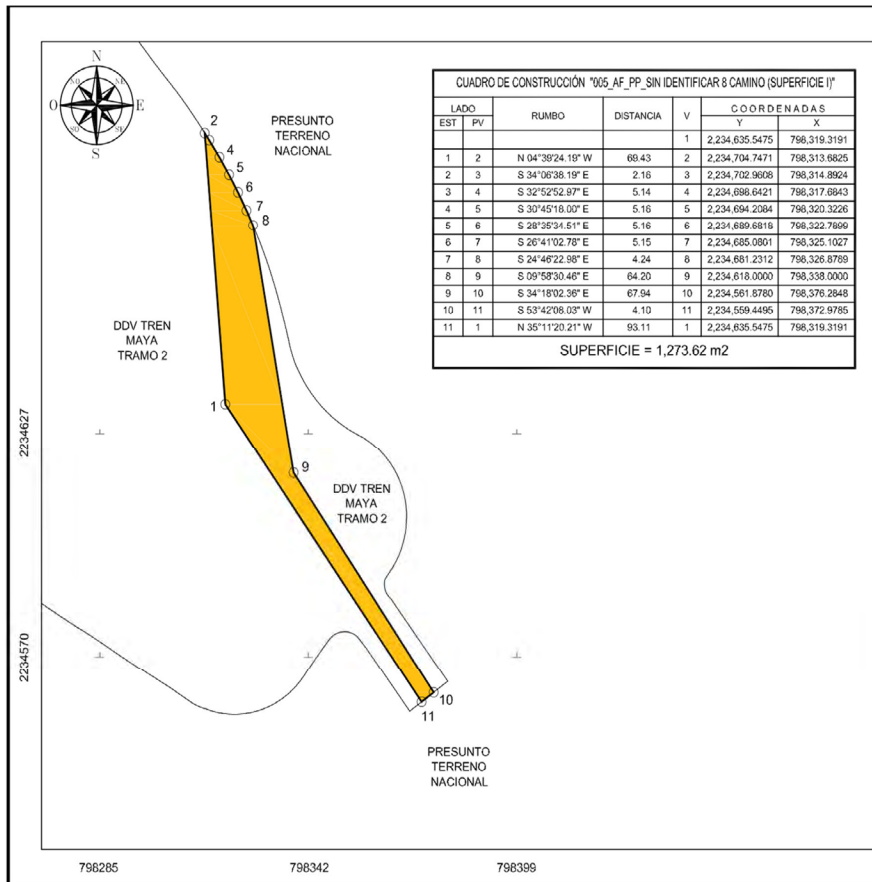 N
NO
NE
O
E
SO
SE
S
2
PRESUNTO
TERRENO
NACIONAL
4
5
6
7
8
DDV TREN
MAYA
TRAMO 2
1
9
DDV TREN
MAYA
TRAMO 2
10
11
PRESUNTO
TERRENO
NACIONAL
2234627
2234570
798285
798342
798399
CUADRO DE CONSTRUCCIÓN "005_AF_PP_SIN IDENTIFICAR 8 CAMINO (SUPERFICIE I)"
LADO RUMBO DISTANCIA V COORDENADAS
EST PV Y X
1 2,234,635.5475 798,319.3191
1 2 N 04°39'24.19" W 69.43 2 2,234,704.7471 798,313.6825
2 3 S 34°06'38.19" E 2.16 3 2,234,702.9608 798,314.8924
3 4 S 32°52'52.97" E 5.14 4 2,234,698.6421 798,317.6843
4 5 S 30°45'18.00" E 5.16 5 2,234,694.2084 798,320.3226
5 6 S 28°35'34.51" E 5.16 6 2,234,689.6818 798,322.7899
6 7 S 26°41'02.78" E 5.15 7 2,234,685.0801 798,325.1027
7 8 S 24°46'22.98" E 4.24 8 2,234,681.2312 798,326.8789
8 9 S 09°58'30.46" E 64.20 9 2,234,618.0000 798,338.0000
9 10 S 34°18'02.36" E 67.94 10 2,234,561.8780 798,376.2848
10 11 S 53°42'08.03" W 4.10 11 2,234,559.4495 798,372.9785
11 1 N 35°11'20.21" W 93.11 1 2,234,635.5475 798,319.3191
SUPERFICIE = 1,273.62 m2